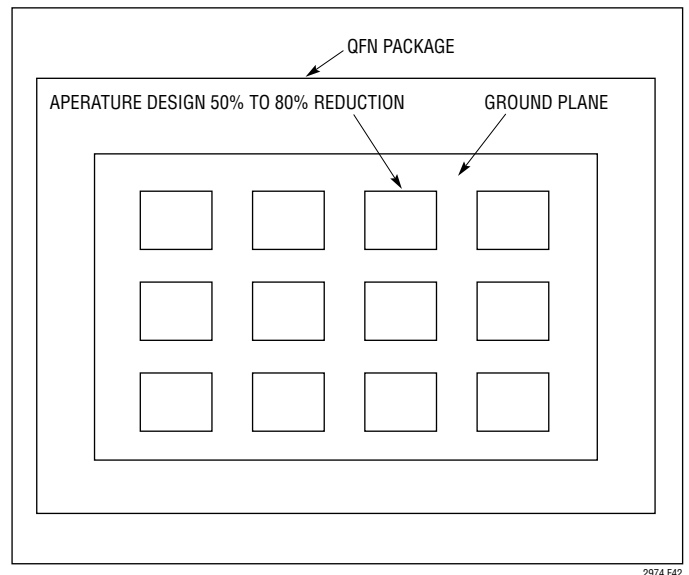 QFN PACKAGE
APERATURE DESIGN 50% TO 80% REDUCTION
GROUND PLANE
2974 F42